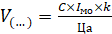 V(...) = C × Iмо × k / Ца